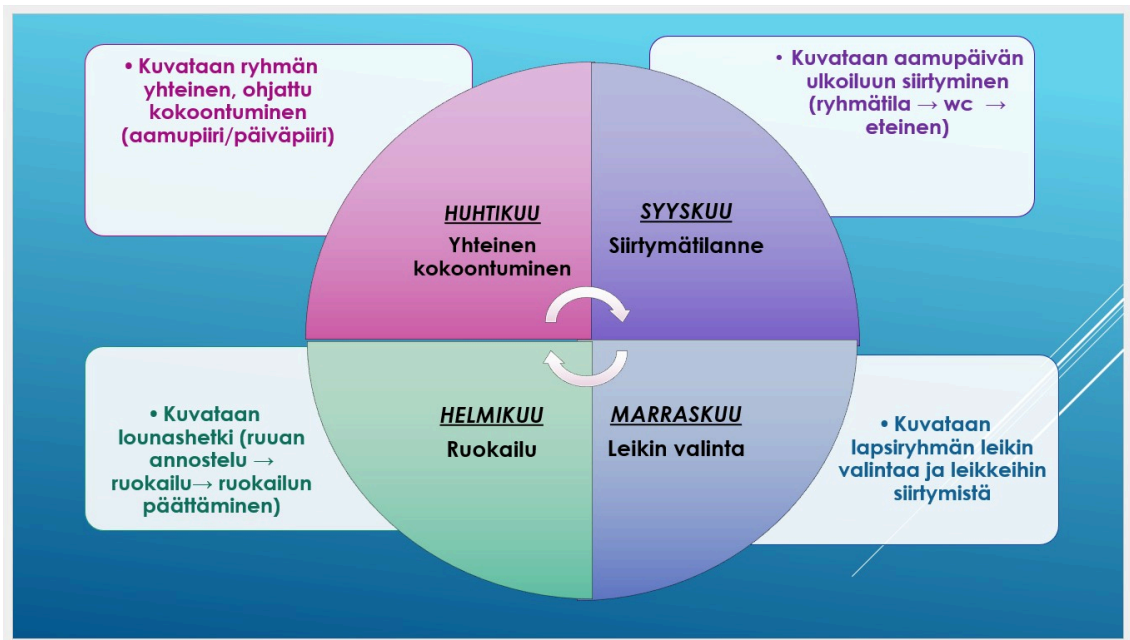 • Kuvataan ryhmän
yhteinen, ohjattu
kokoontuminen
(aamupiiri/päiväpiiri)
• Kuvataan aamupäivän
ulkoiluun siirtyminen
(ryhmätila → wc →
eteinen)
HUHTIKUU
Yhteinen
kokoontuminen
SYYSKUU
Siirtymätilanne
HELMIKUU
Ruokailu
MARRASKUU
Leikin valinta
• Kuvataan
lounashetki (ruuan
annostelu →
ruokailu→ ruokailun
päättäminen)
• Kuvataan
lapsiryhmän leikin
valintaa ja leikkeihin
siirtymistä